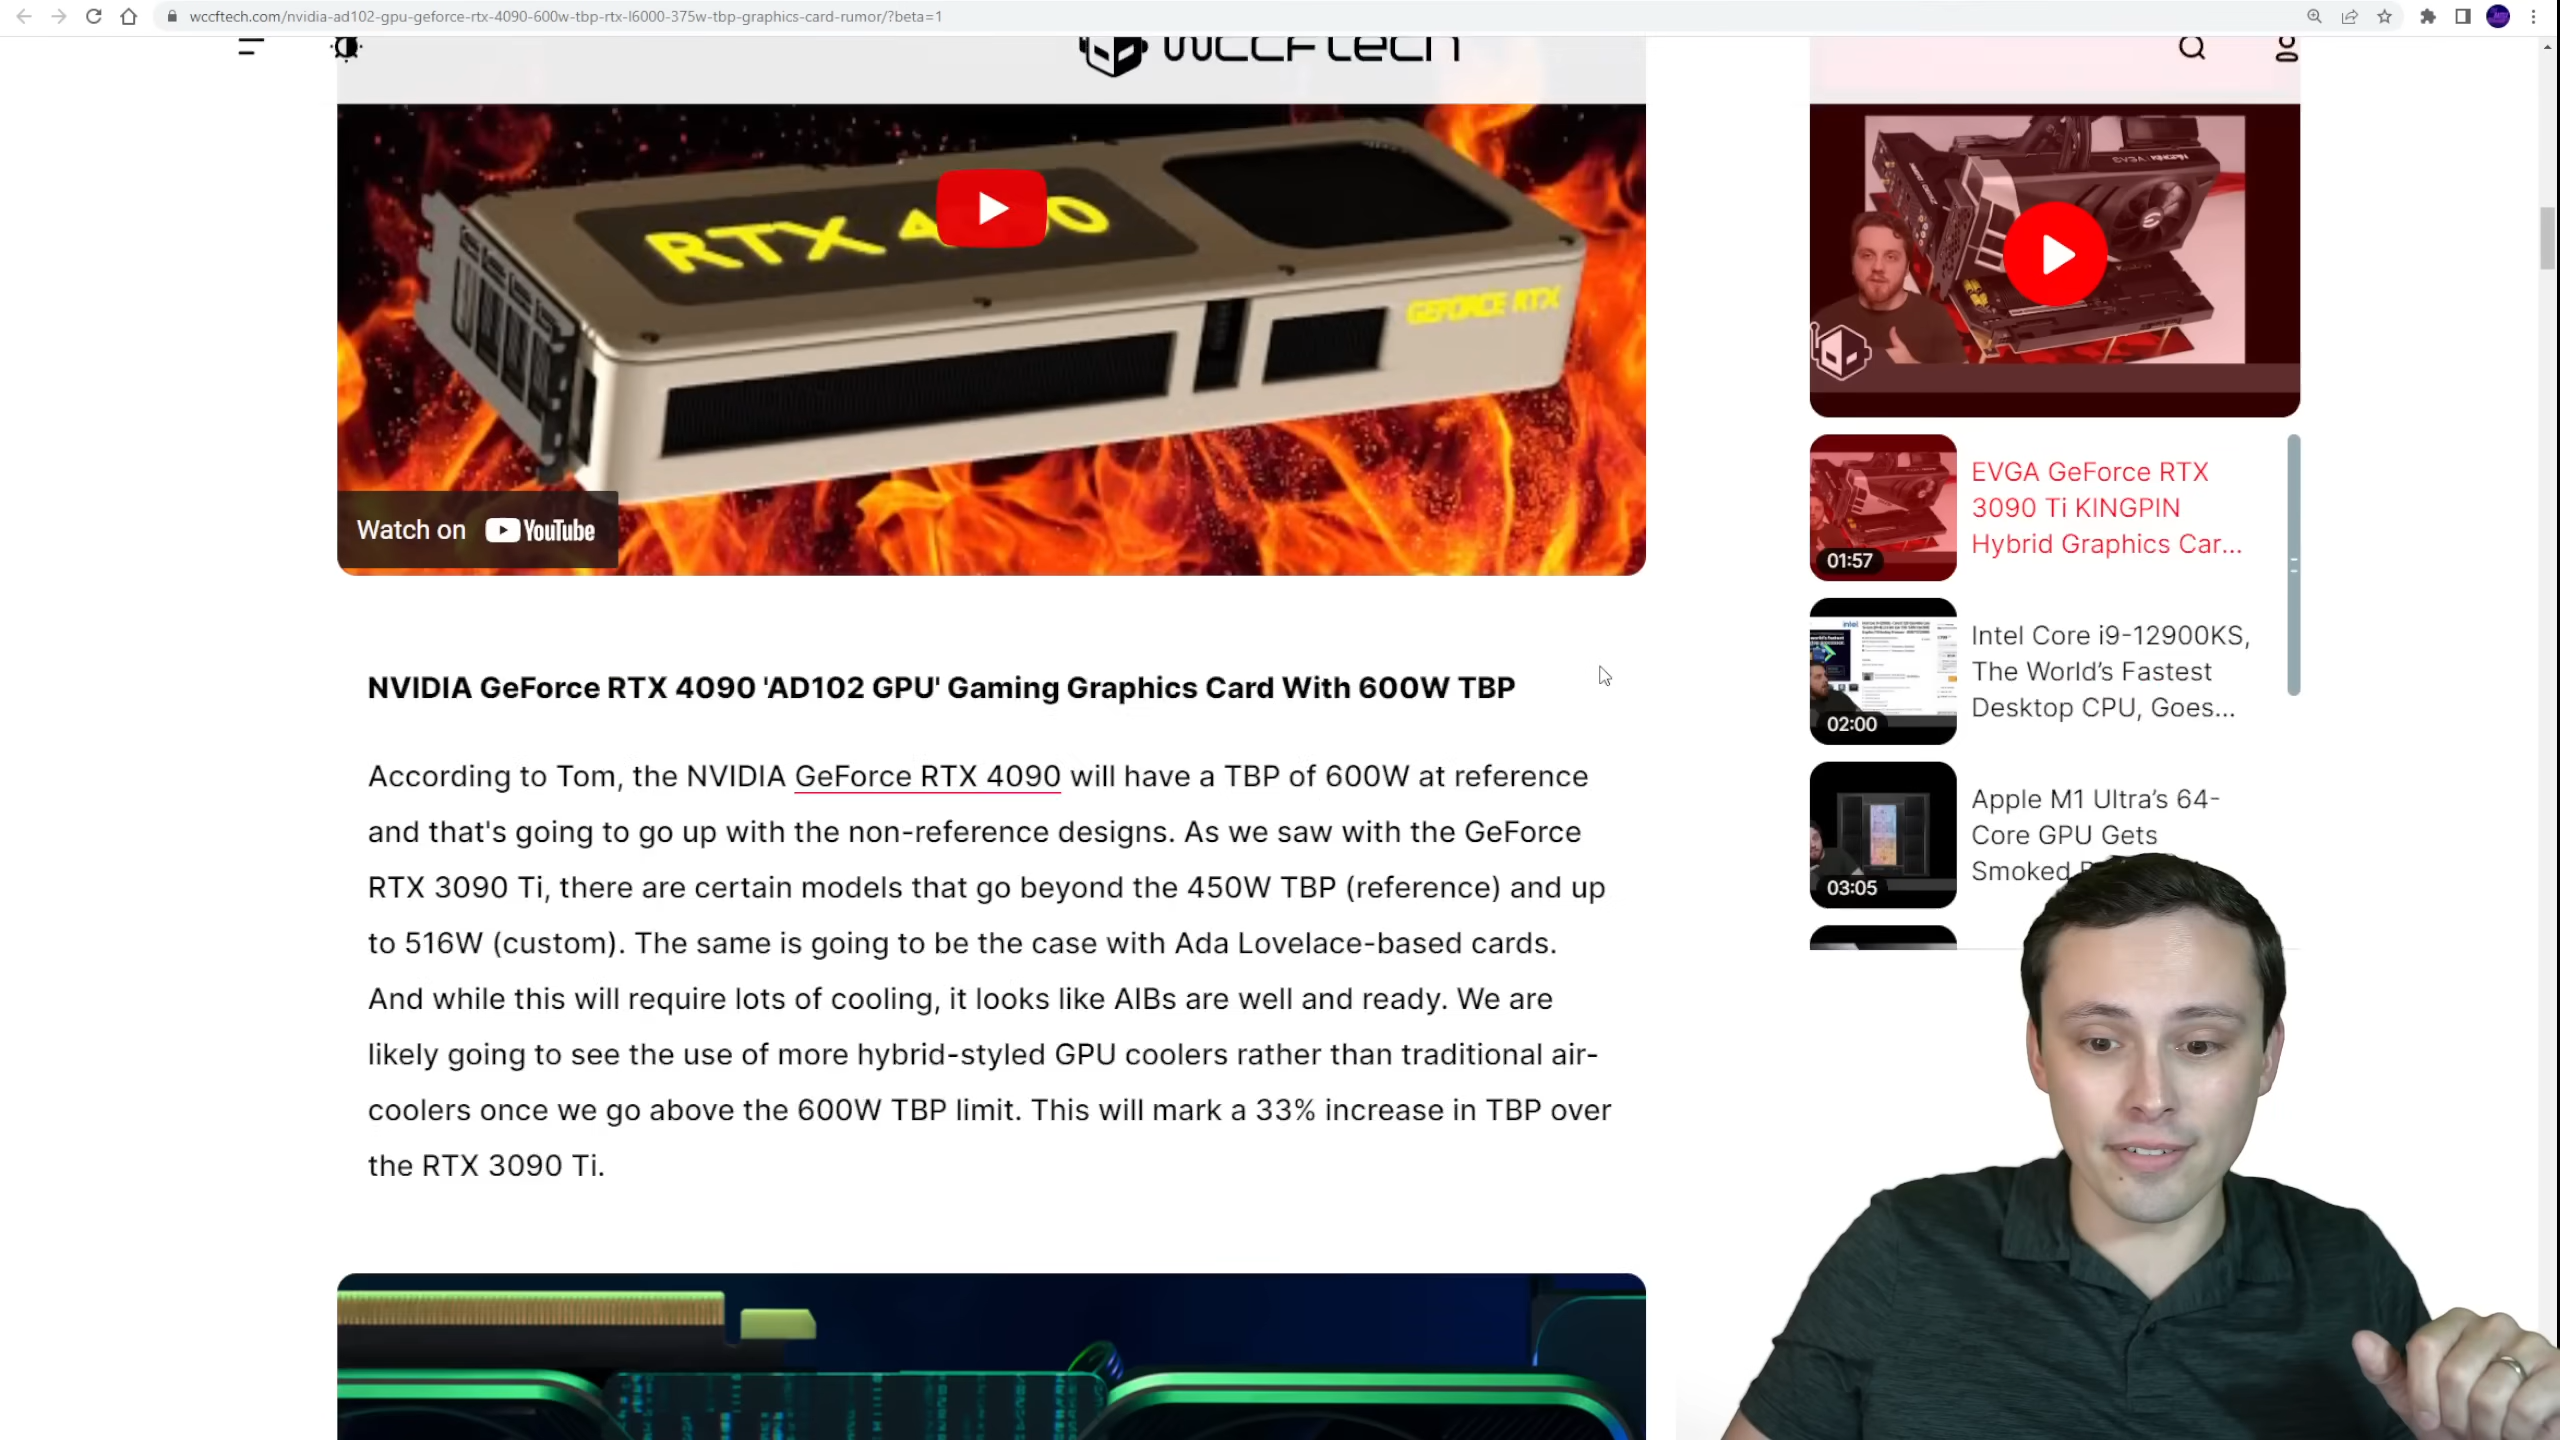 wccftech.com/nvidia-ad102-gpu-geforce-rtx-4090-600w-tbp-rtx-l6000-375w-tbp-graphics-card-rumor/?beta=1
wccftech
RTX 4090
GEFORCE RTX
Watch on YouTube
EVGA KINGPIN
EVGA GeForce RTX
3090 Ti KINGPIN
Hybrid Graphics Car...
01:57
intel
Intel Core i9-12900KS,
The World's Fastest
Desktop CPU, Goes...
02:00
Apple M1 Ultra's 64-
Core GPU Gets
Smoked
03:05
NVIDIA GeForce RTX 4090 'AD102 GPU' Gaming Graphics Card With 600W TBP
According to Tom, the NVIDIA GeForce RTX 4090 will have a TBP of 600W at reference
and that's going to go up with the non-reference designs. As we saw with the GeForce
RTX 3090 Ti, there are certain models that go beyond the 450W TBP (reference) and up
to 516W (custom). The same is going to be the case with Ada Lovelace-based cards.
And while this will require lots of cooling, it looks like AIBs are well and ready. We are
likely going to see the use of more hybrid-styled GPU coolers rather than traditional air-
coolers once we go above the 600W TBP limit. This will mark a 33% increase in TBP over
the RTX 3090 Ti.